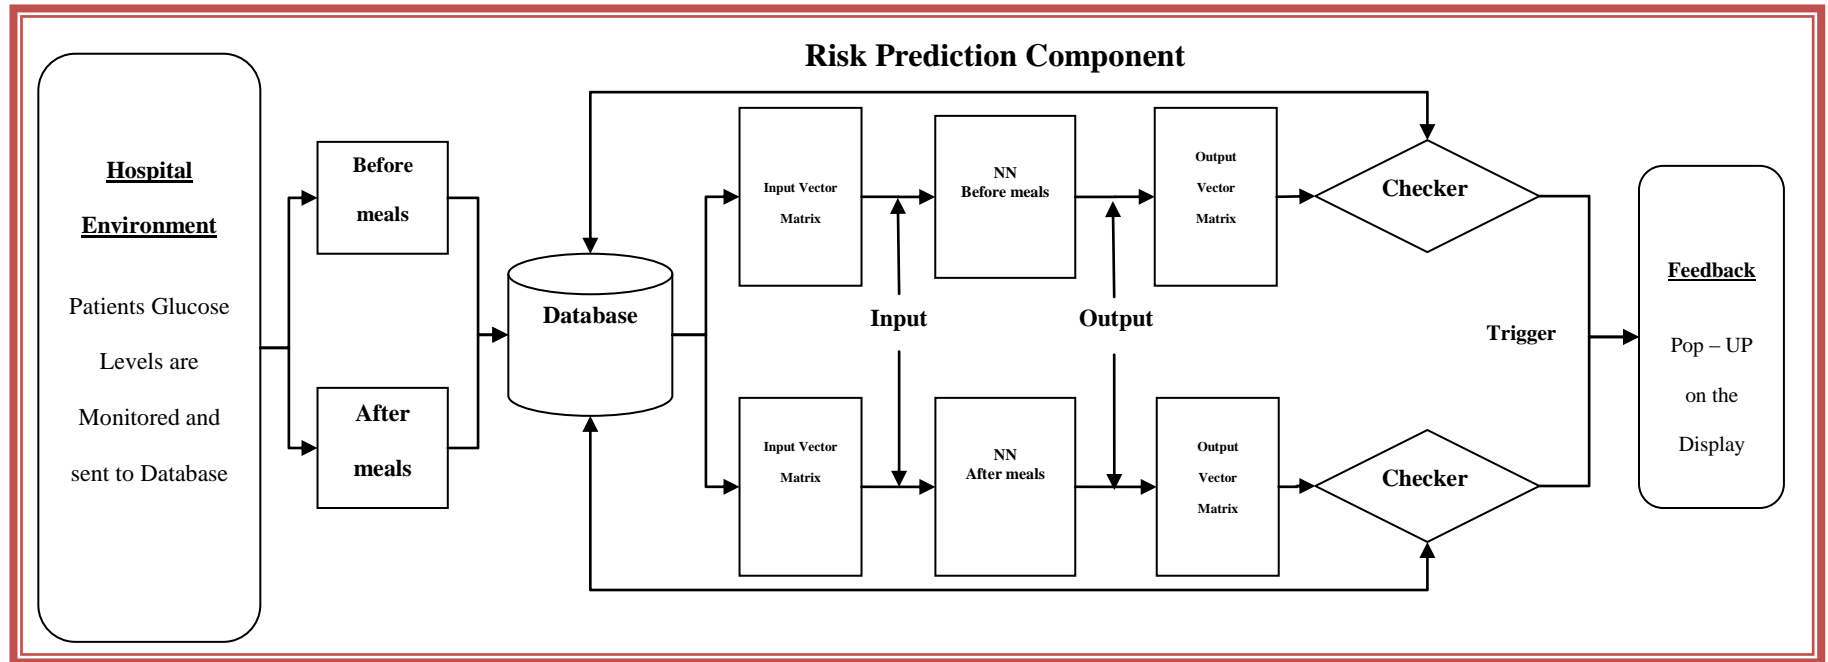 Risk Prediction Component
Hospital
Environment
Patients Glucose
Levels are
Monitored and
sent to Database
Before
meals
After
meals
Database
Input Vector
Matrix
NN
Before meals
Output
Vector
Matrix
Checker
Input
Output
Input Vector
Matrix
NN
After meals
Output
Vector
Matrix
Checker
Trigger
Feedback
Pop – UP
on the
Display